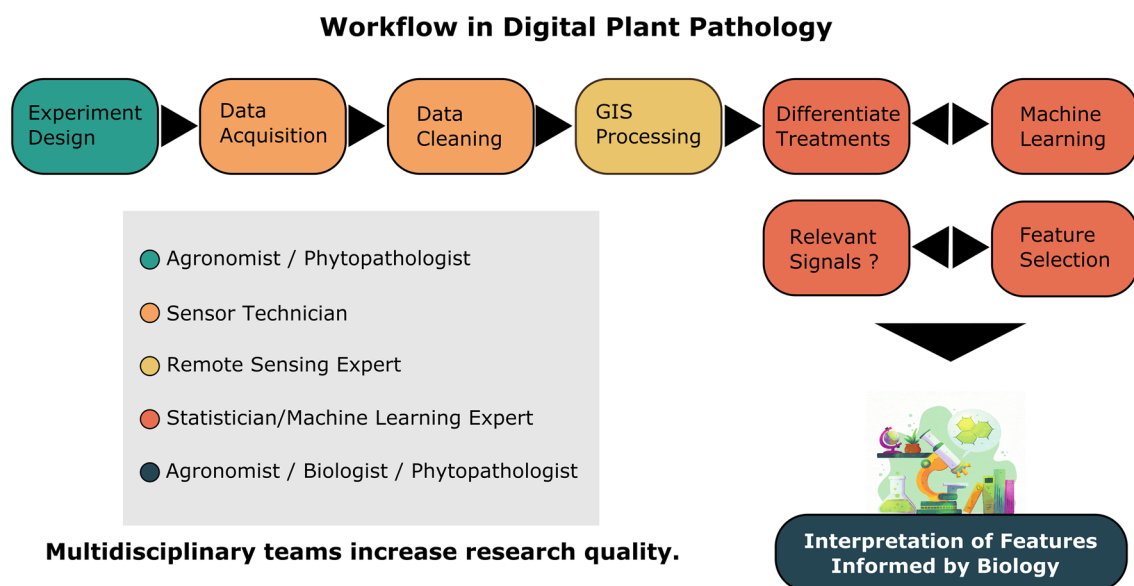 Workflow in Digital Plant Pathology
Experiment
Design
Data
Acquisition
Data
Cleaning
GIS
Processing
Differentiate
Treatments
Machine
Learning
Relevant
Signals ?
Feature
Selection
Agronomist / Phytopathologist
Sensor Technician
Remote Sensing Expert
Statistician/Machine Learning Expert
Agronomist / Biologist / Phytopathologist
Multidisciplinary teams increase research quality.
Interpretation of Features
Informed by Biology